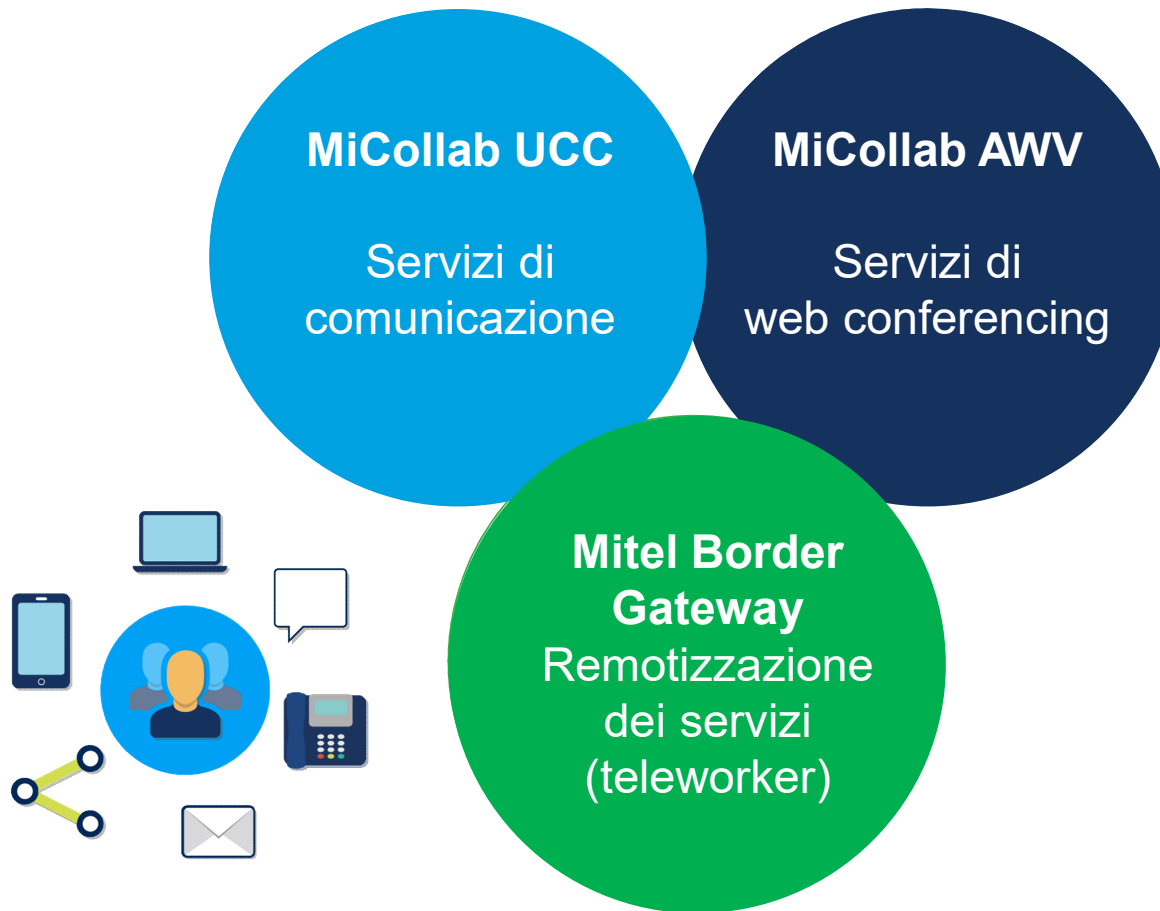 MiCollab UCC
Servizi di
comunicazione
MiCollab AWV
Servizi di
web conferencing
Mitel Border
Gateway
Remotizzazione
dei servizi
(teleworker)